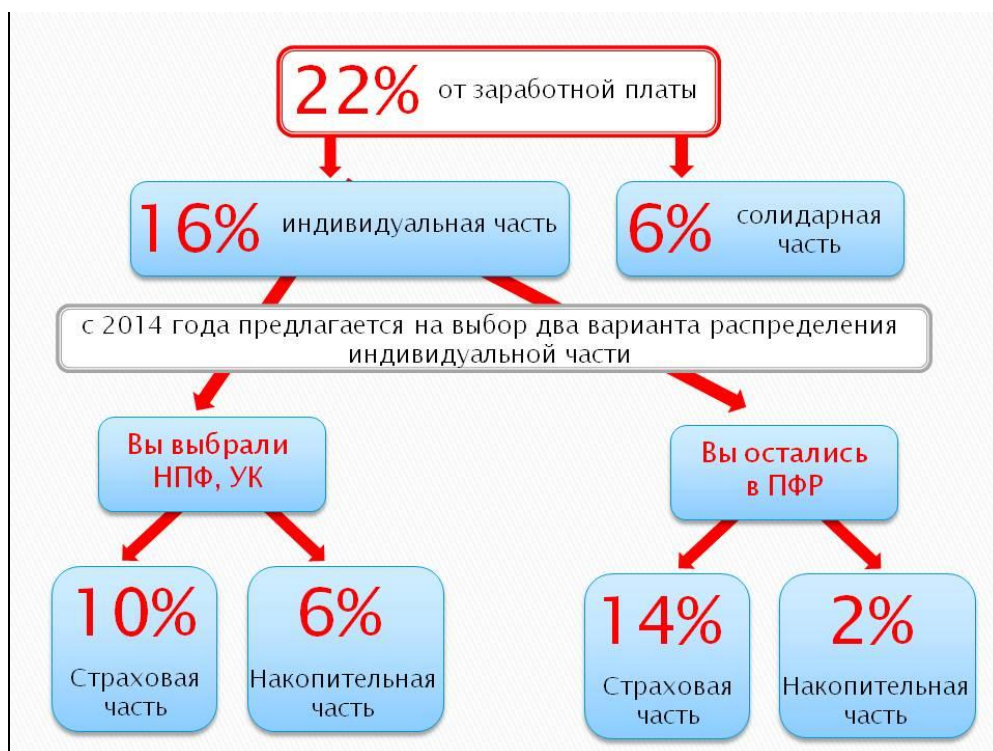 22% от заработной платы
16% индивидуальная часть
6% солидарная
часть
с 2014 года предлагается на выбор два варианта распределения
индивидуальной части
Вы выбрали
НПФ, УК
Вы остались
в ПФР
10%
Страховая
часть
6%
Накопительная
часть
14%
Страховая
часть
2%
Накопительная
часть